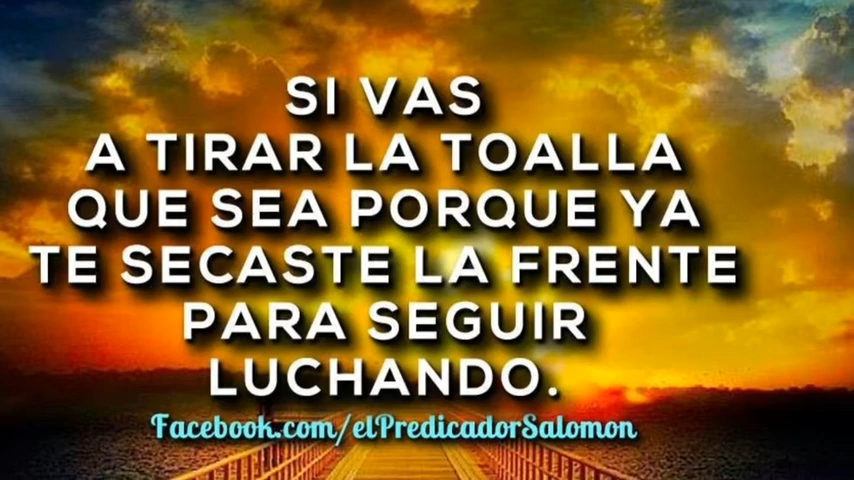 SI VAS
A TIRAR LA TOALLA
QUE SEA PORQUE YA
TE SECASTE LA FRENTE
PARA SEGUIR
LUCHANDO.
Facebook.com/elPredicadorSalomon